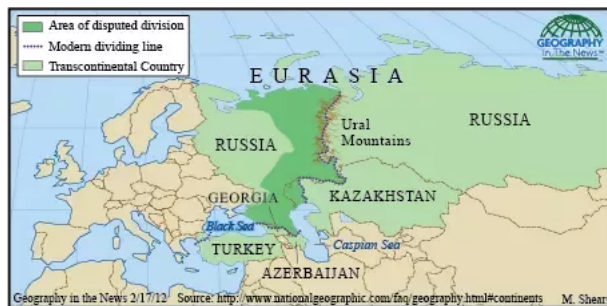 Area of disputed division
Modern dividing line
Transcontinental Country
GEOGRAPHY
In The News
EURASIA
RUSSIA
Ural
Mountains
RUSSIA
GEORGIA
KAZAKHSTAN
Black Sea
TURKEY
Caspian Sea
AZERBAIJAN
Geography in the News 2/17/12 Source: http://www.nationalgeographic.com/faq/geography.html#continents M. Shears